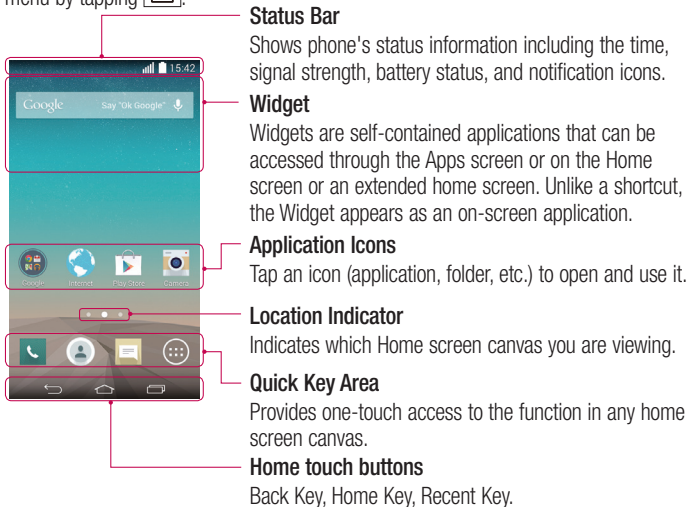 menu by tapping .
Status Bar
Shows phone's status information including the time,
signal strength, battery status, and notification icons.
Widget
Widgets are self-contained applications that can be
accessed through the Apps screen or on the Home
screen or an extended home screen. Unlike a shortcut,
the Widget appears as an on-screen application.
Application Icons
Tap an icon (application, folder, etc.) to open and use it.
Location Indicator
Indicates which Home screen canvas you are viewing.
Quick Key Area
Provides one-touch access to the function in any home
screen canvas.
Home touch buttons
Back Key, Home Key, Recent Key.
15:42
Google Say "Ok Google"
Google Internet Play Store Camera